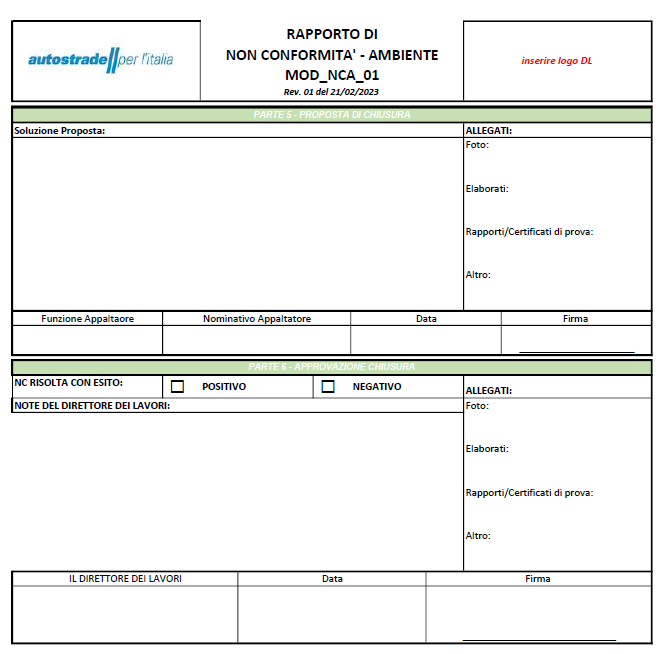 autostrade//per l'italia
RAPPORTO DI
NON CONFORMITA' - AMBIENTE
MOD_NCA_01
Rev. 01 del 21/02/2023
inserire logo DL
PARTE 5 - PROPOSTA DI CHIUSURA
Soluzione Proposta:
ALLEGATI:
Foto:
Elaborati:
Rapporti/Certificati di prova:
Altro:
Funzione Appaltaore
Nominativo Appaltatore
Data
Firma
PARTE 6 - APPROVAZIONE CHIUSURA
NC RISOLTA CON ESITO:
POSITIVO
NEGATIVO
ALLEGATI:
NOTE DEL DIRETTORE DEI LAVORI:
Foto:
Elaborati:
Rapporti/Certificati di prova:
Altro:
IL DIRETTORE DEI LAVORI
Data
Firma